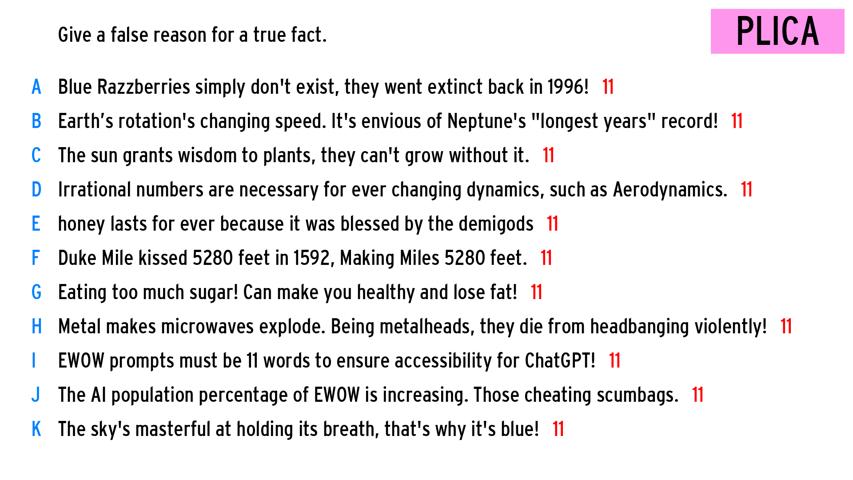 Give a false reason for a true fact.
PLICA
A Blue Razzberries simply don't exist, they went extinct back in 1996! 11
B Earth’s rotation's changing speed. It's envious of Neptune's "longest years" record! 11
C The sun grants wisdom to plants, they can't grow without it. 11
D Irrational numbers are necessary for ever changing dynamics, such as Aerodynamics. 11
E honey lasts for ever because it was blessed by the demigods 11
F Duke Mile kissed 5280 feet in 1592, Making Miles 5280 feet. 11
G Eating too much sugar! Can make you healthy and lose fat! 11
H Metal makes microwaves explode. Being metalheads, they die from headbanging violently! 11
I EWOW prompts must be 11 words to ensure accessibility for ChatGPT! 11
J The AI population percentage of EWOW is increasing. Those cheating scumbags. 11
K The sky's masterful at holding its breath, that's why it's blue! 11